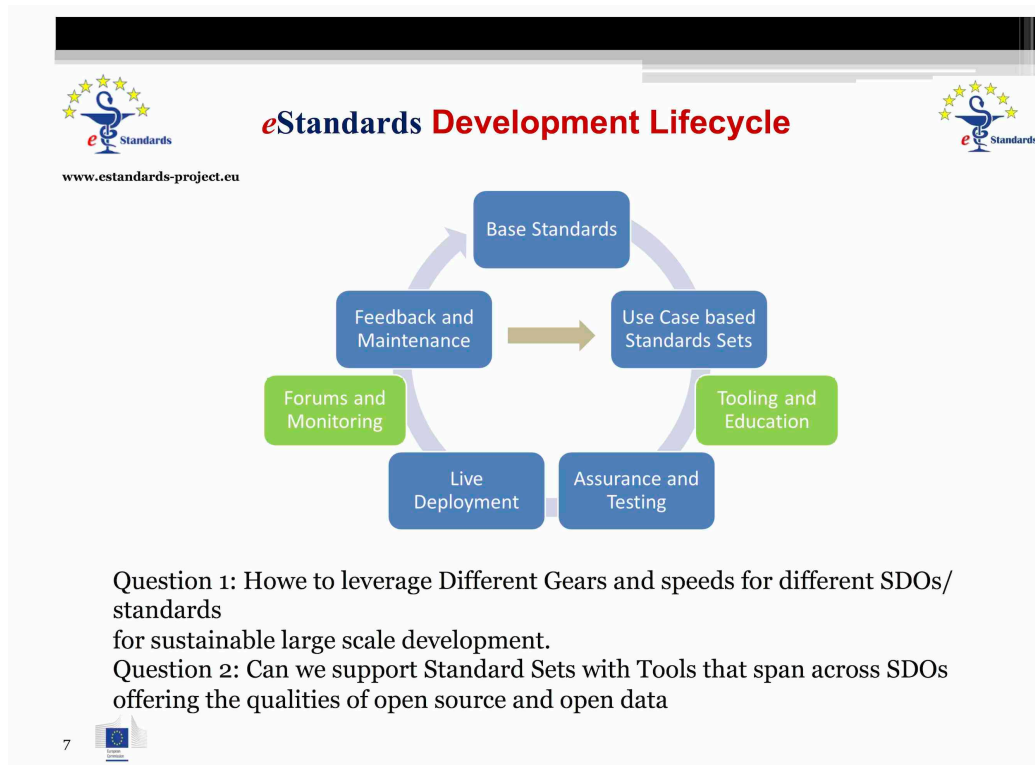 e Standards
eStandards Development Lifecycle
e Standards
www.estandards-project.eu
Base Standards
Feedback and
Maintenance
Use Case based
Standards Sets
Forums and
Monitoring
Tooling and
Education
Live
Deployment
Assurance and
Testing
Question 1: Howe to leverage Different Gears and speeds for different SDOs/
standards
for sustainable large scale development.
Question 2: Can we support Standard Sets with Tools that span across SDOs
offering the qualities of open source and open data
7
European
Commission